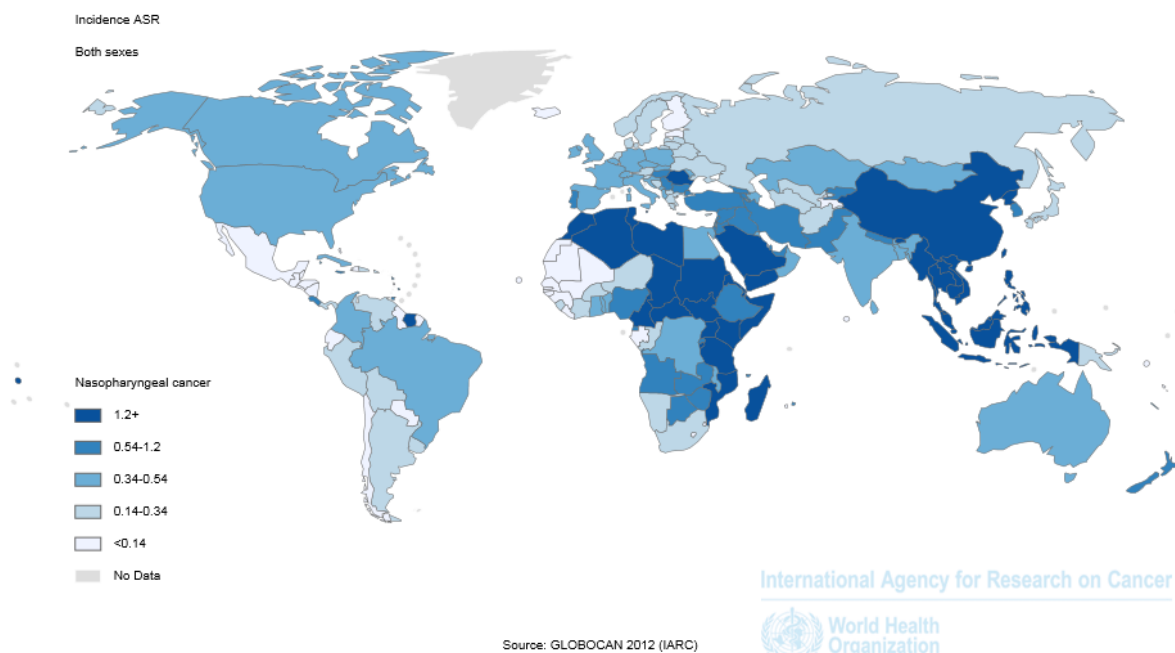 Incidence ASR
Both sexes
Nasopharyngeal cancer
1.2+
0.54-1.2
0.34-0.54
0.14-0.34
<0.14
No Data
International Agency for Research on Cancer
World Health
Organization
Source: GLOBOCAN 2012 (IARC)